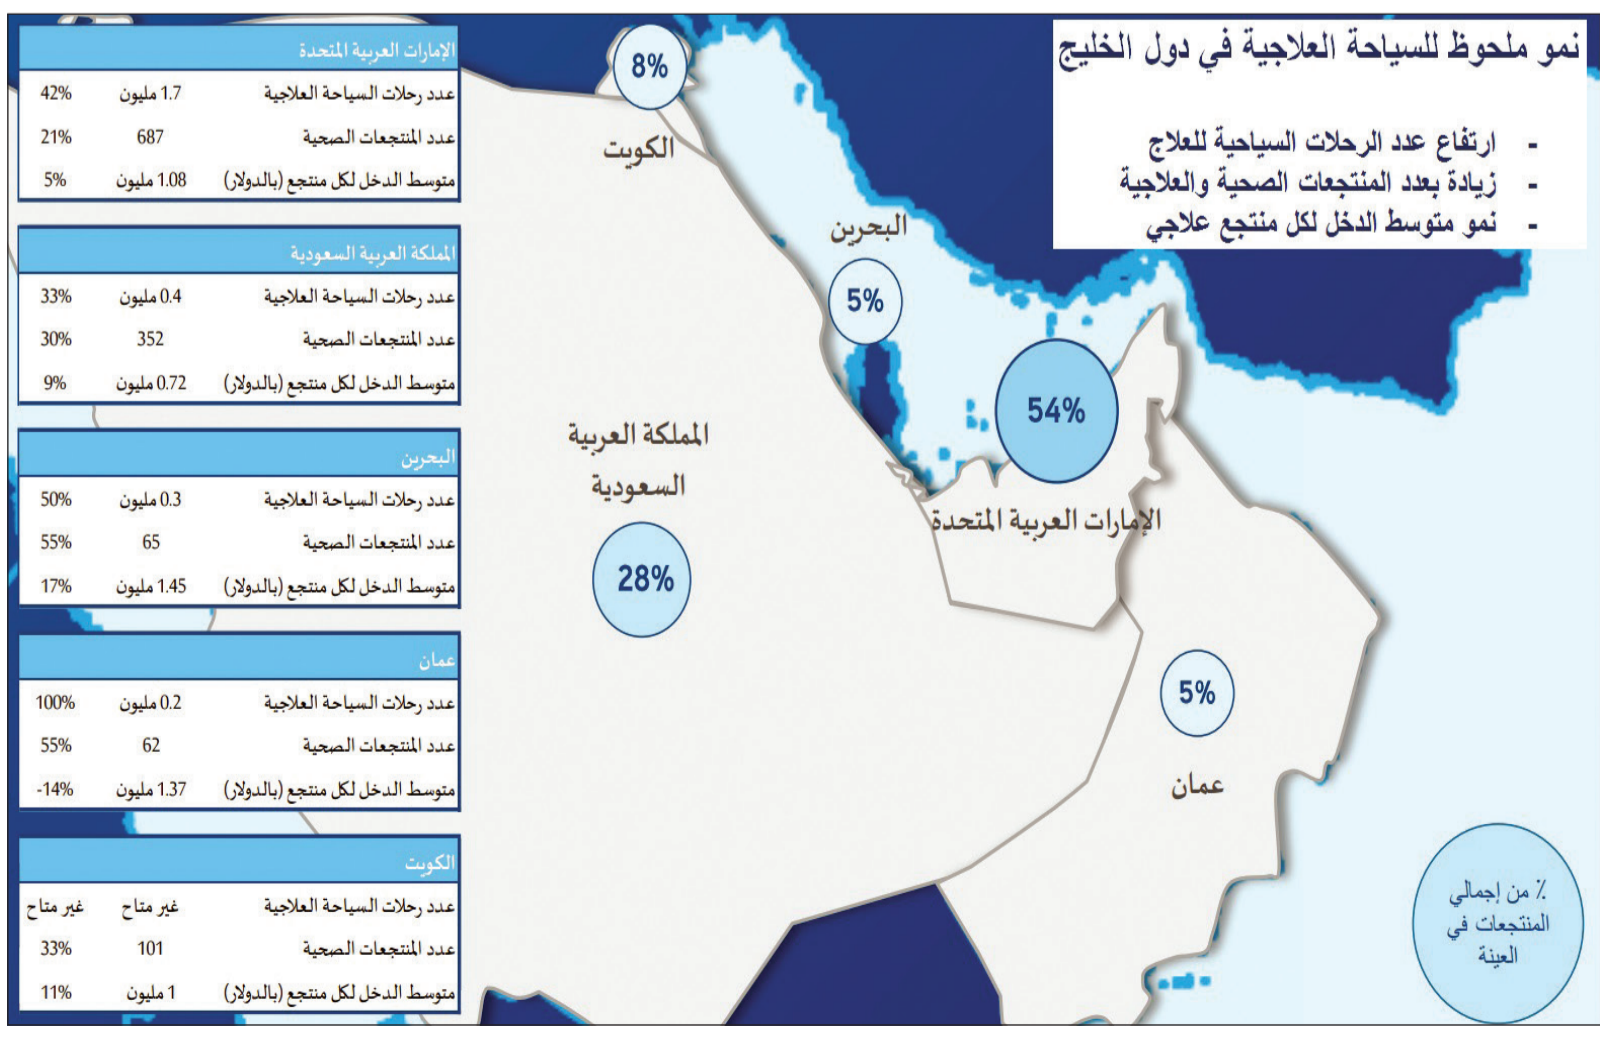 نمو ملحوظ للسياحة العلاجية في دول الخليج
- ارتفاع عدد الرحلات السياحية للعلاج
- زيادة بعدد المنتجعات الصحية والعلاجية
- نمو متوسط الدخل لكل منتجع علاجي
8%
الكويت
البحرين
5%
54%
الإمارات العربية المتحدة
المملكة العربية
السعودية
28%
5%
عمان
٪ من إجمالي
المنتجعات في
العينة
الإمارات العربية المتحدة
عدد رحلات السياحة العلاجية 1.7 مليون 42%
عدد المنتجعات الصحية 687 21%
متوسط الدخل لكل منتجع (بالدولار) 1.08 مليون 5%
المملكة العربية السعودية
عدد رحلات السياحة العلاجية 0.4 مليون 33%
عدد المنتجعات الصحية 352 30%
متوسط الدخل لكل منتجع (بالدولار) 0.72 مليون 9%
البحرين
عدد رحلات السياحة العلاجية 0.3 مليون 50%
عدد المنتجعات الصحية 65 55%
متوسط الدخل لكل منتجع (بالدولار) 1.45 مليون 17%
عمان
عدد رحلات السياحة العلاجية 0.2 مليون 100%
عدد المنتجعات الصحية 62 55%
متوسط الدخل لكل منتجع (بالدولار) 1.37 مليون -14%
الكويت
عدد رحلات السياحة العلاجية غير متاح غير متاح
عدد المنتجعات الصحية 101 33%
متوسط الدخل لكل منتجع (بالدولار) 1 مليون 11%